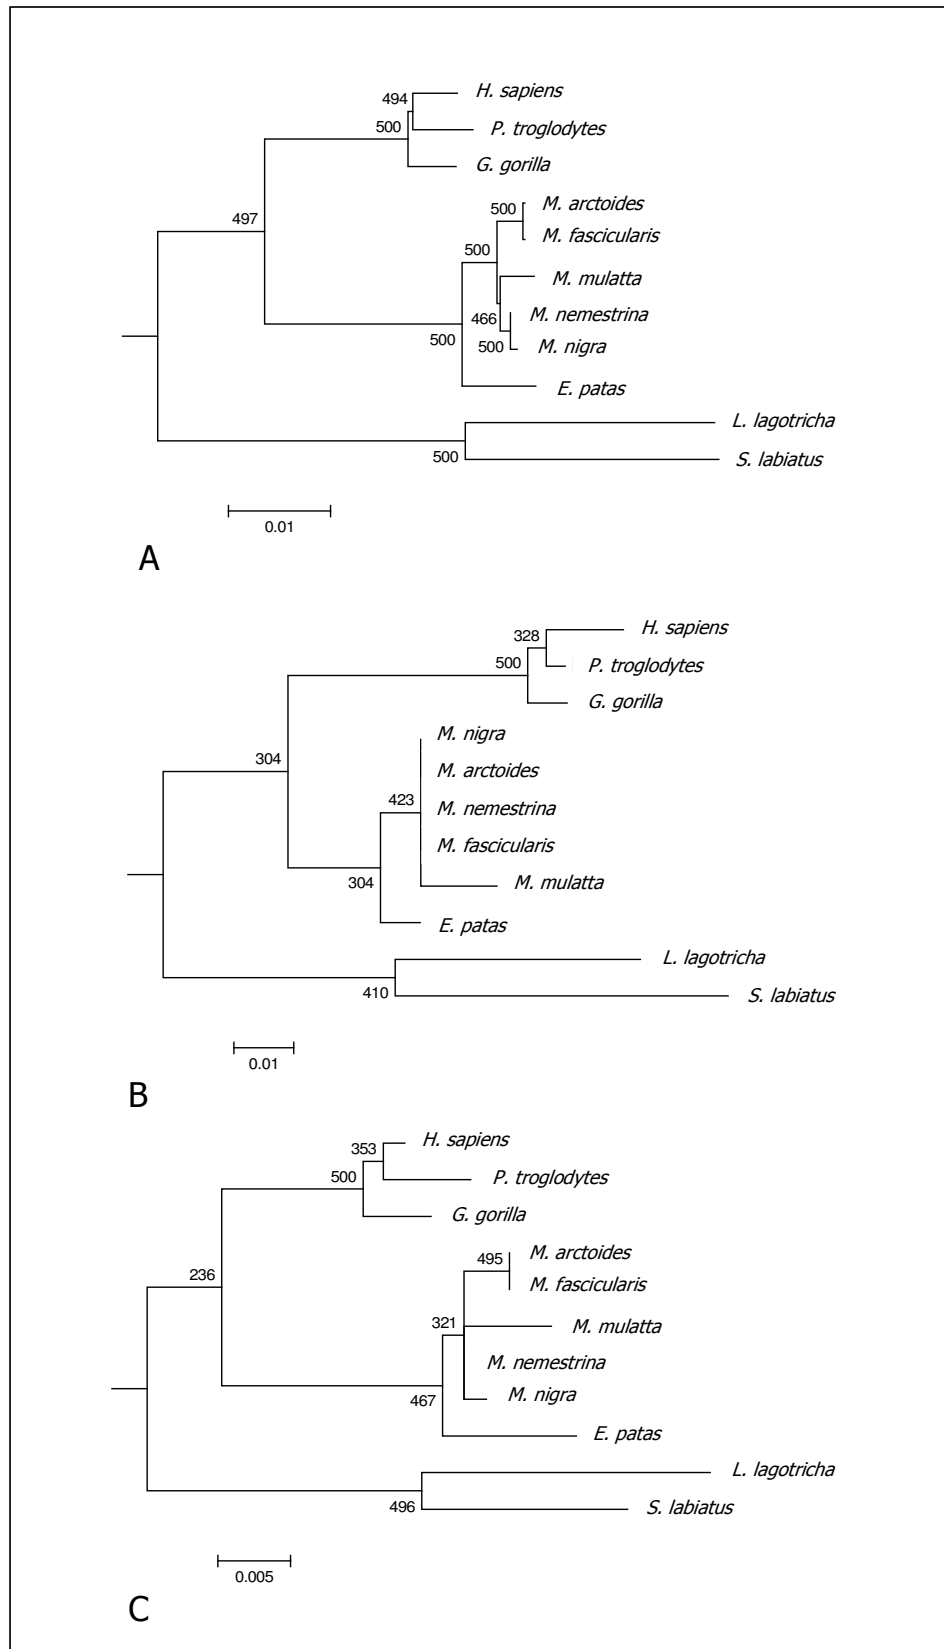 H. sapiens
494
P. troglodytes
500
G. gorilla
M. arctoides
500
M. fascicularis
497
500
M. mulatta
M. nemestrina
466
500
500
M. nigra
E. patas
L. lagotricha
500
S. labiatus
0.01
A
H. sapiens
328
500
P. troglodytes
G. gorilla
M. nigra
304
M. arctoides
423
M. nemestrina
M. fascicularis
304
M. mulatta
E. patas
L. lagotricha
410
S. labiatus
0.01
B
H. sapiens
353
500
P. troglodytes
G. gorilla
495
M. arctoides
236
M. fascicularis
321
M. mulatta
M. nemestrina
467
M. nigra
E. patas
L. lagotricha
496
S. labiatus
0.005
C